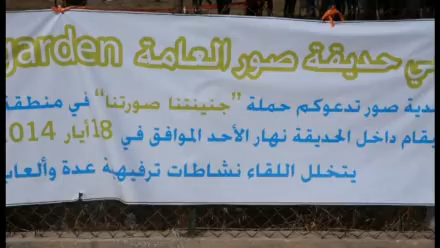 في حديقة صور العامة garden
بلدية صور تدعوكم حملة "جنينتنا صورتنا" في منطقة
يقام داخل الحديقة نهار الأحد الموافق في 18 أيار 2014
يتخلل اللقاء نشاطات ترفيهية عدة وألعاب